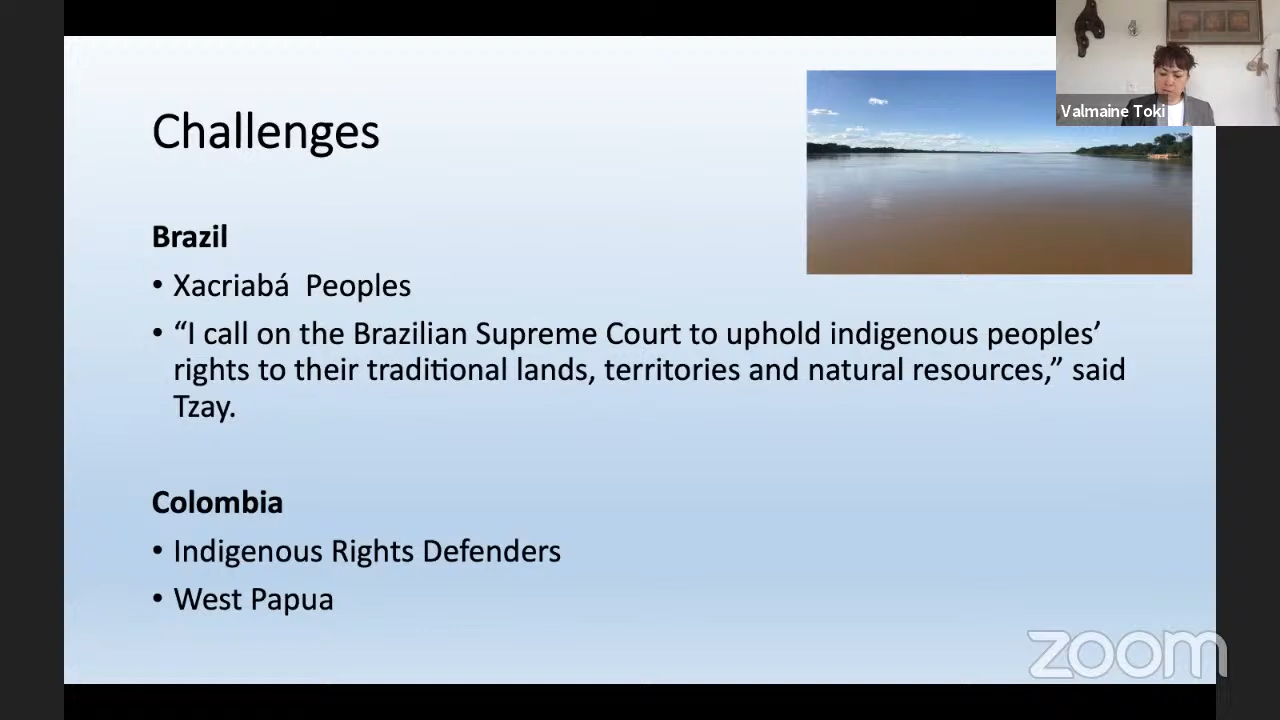 Valmaine Toki
Challenges
Brazil
• Xacriabá  Peoples
• “I call on the Brazilian Supreme Court to uphold indigenous peoples’
rights to their traditional lands, territories and natural resources,” said
Tzay.
Colombia
• Indigenous Rights Defenders
• West Papua
zoom